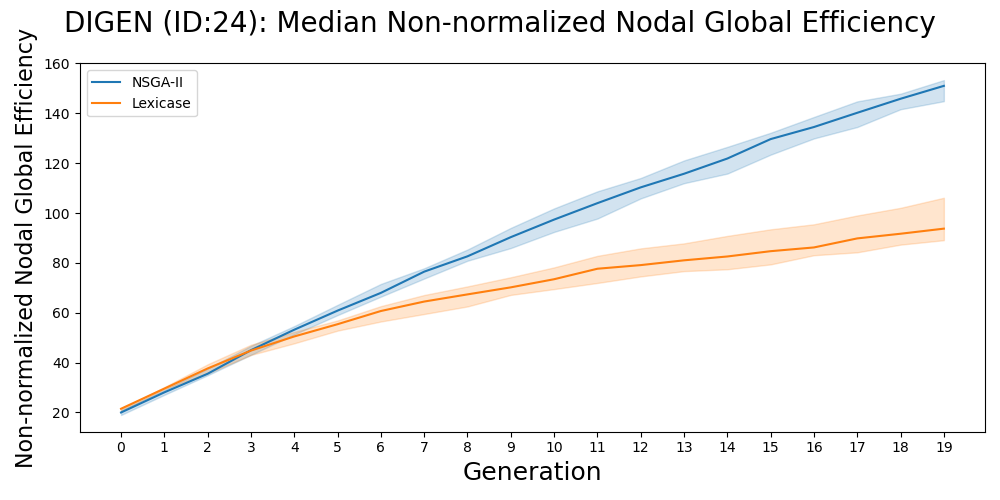 DIGEN (ID:24): Median Non-normalized Nodal Global Efficiency
Non-normalized Nodal Global Efficiency
160
140
120
100
80
60
40
20
NSGA-II
Lexicase
0 1 2 3 4 5 6 7 8 9 10 11 12 13 14 15 16 17 18 19
Generation